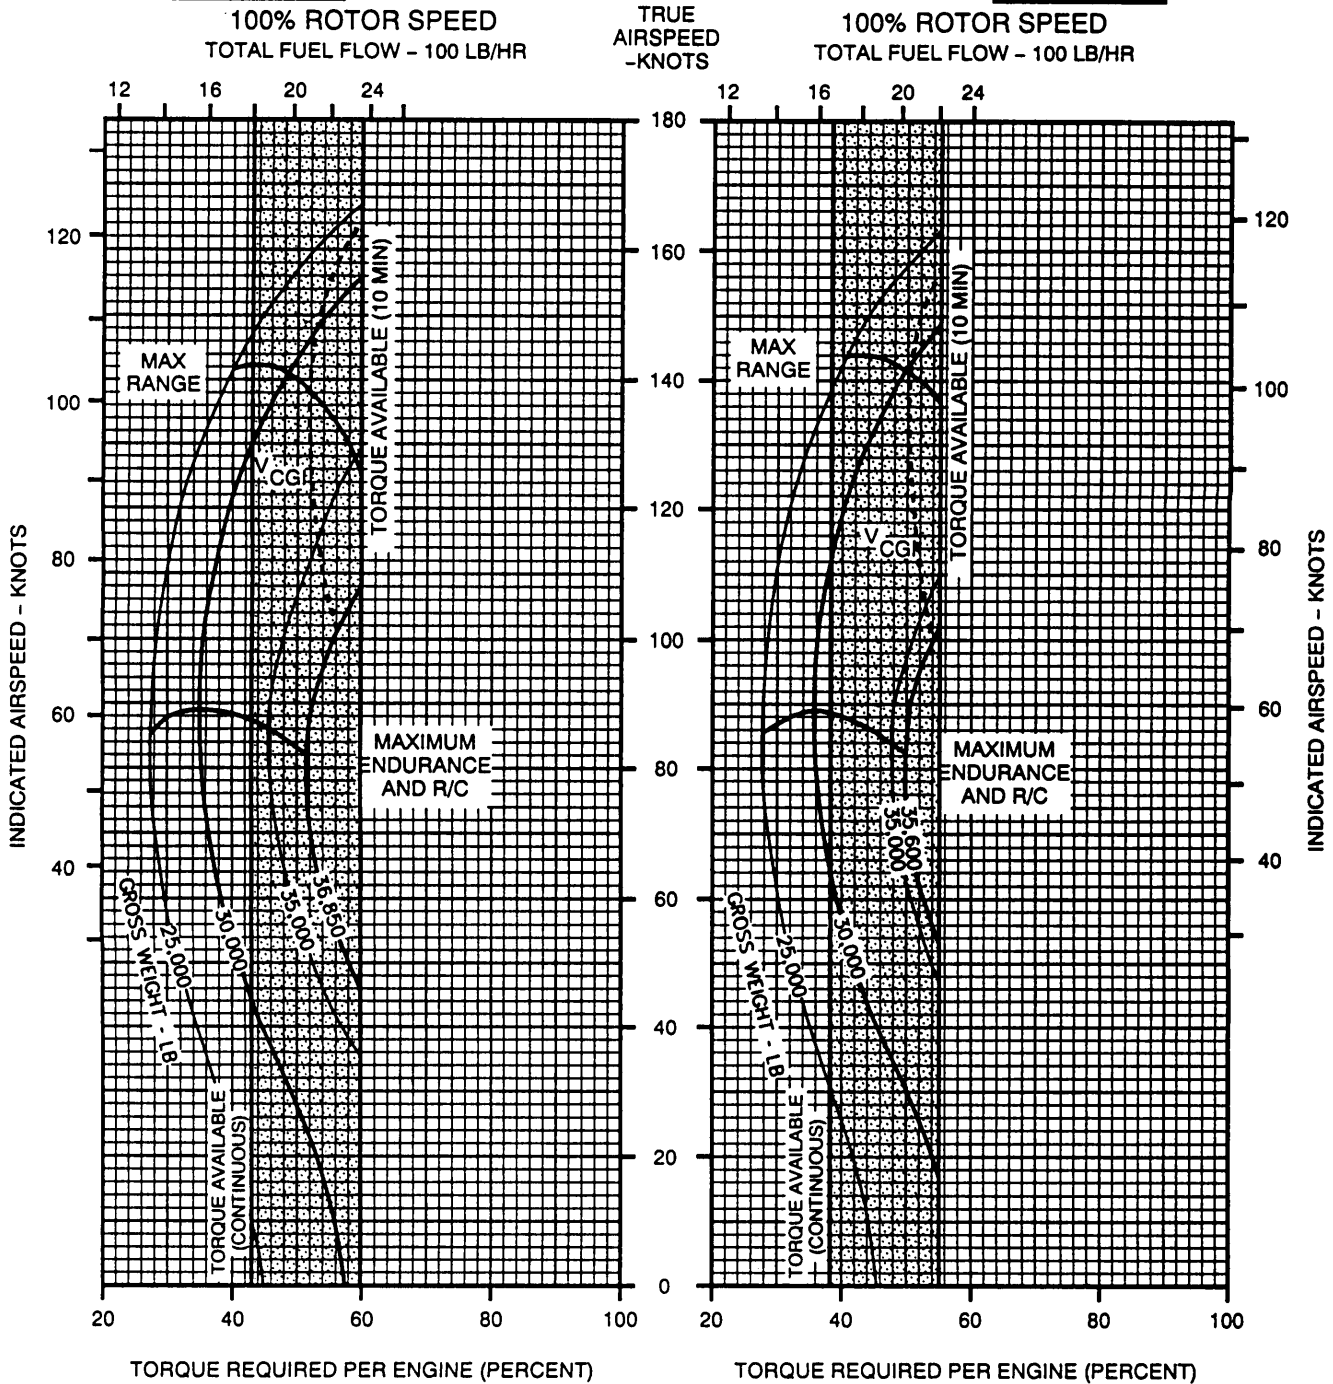 100% ROTOR SPEED
TOTAL FUEL FLOW – 100 LB/HR
TRUE
AIRSPEED
-KNOTS
100% ROTOR SPEED
TOTAL FUEL FLOW – 100 LB/HR
12 16 20 24
12 16 20 24
180
160
140
120
100
80
60
40
20
0
120
100
80
60
40
120
100
80
60
40
INDICATED AIRSPEED – KNOTS
MAX
RANGE
VCGI
TORQUE AVAILABLE (10 MIN)
MAXIMUM
ENDURANCE
AND R/C
GROSS WEIGHT - LB
25,000
30,000
35,000
36,850
TORQUE AVAILABLE
(CONTINUOUS)
20 40 60 80 100
TORQUE REQUIRED PER ENGINE (PERCENT)
MAX
RANGE
VCGI
TORQUE AVAILABLE (10 MIN)
MAXIMUM
ENDURANCE
AND R/C
GROSS WEIGHT - LB
25,000
30,000
35,000
35,600
TORQUE AVAILABLE
(CONTINUOUS)
20 40 60 80 100
TORQUE REQUIRED PER ENGINE (PERCENT)
INDICATED AIRSPEED – KNOTS